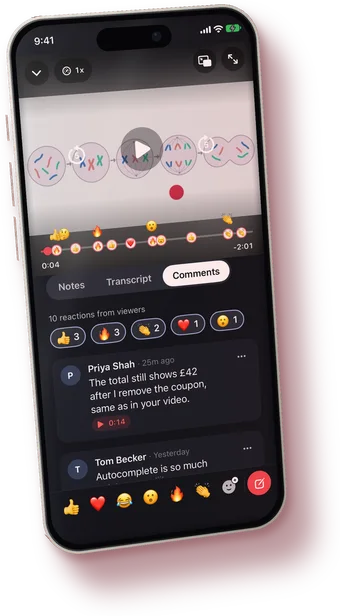 9:41
1x
0:04
-2:01
Notes
Transcript
Comments
10 reactions from viewers
👍 3
🔥 3
👏 2
❤️ 1
😮 1
P
Priya Shah · 25m ago
The total still shows £42
after I remove the coupon,
same as in your video.
0:14
T
Tom Becker · Yesterday
Autocomplete is so much